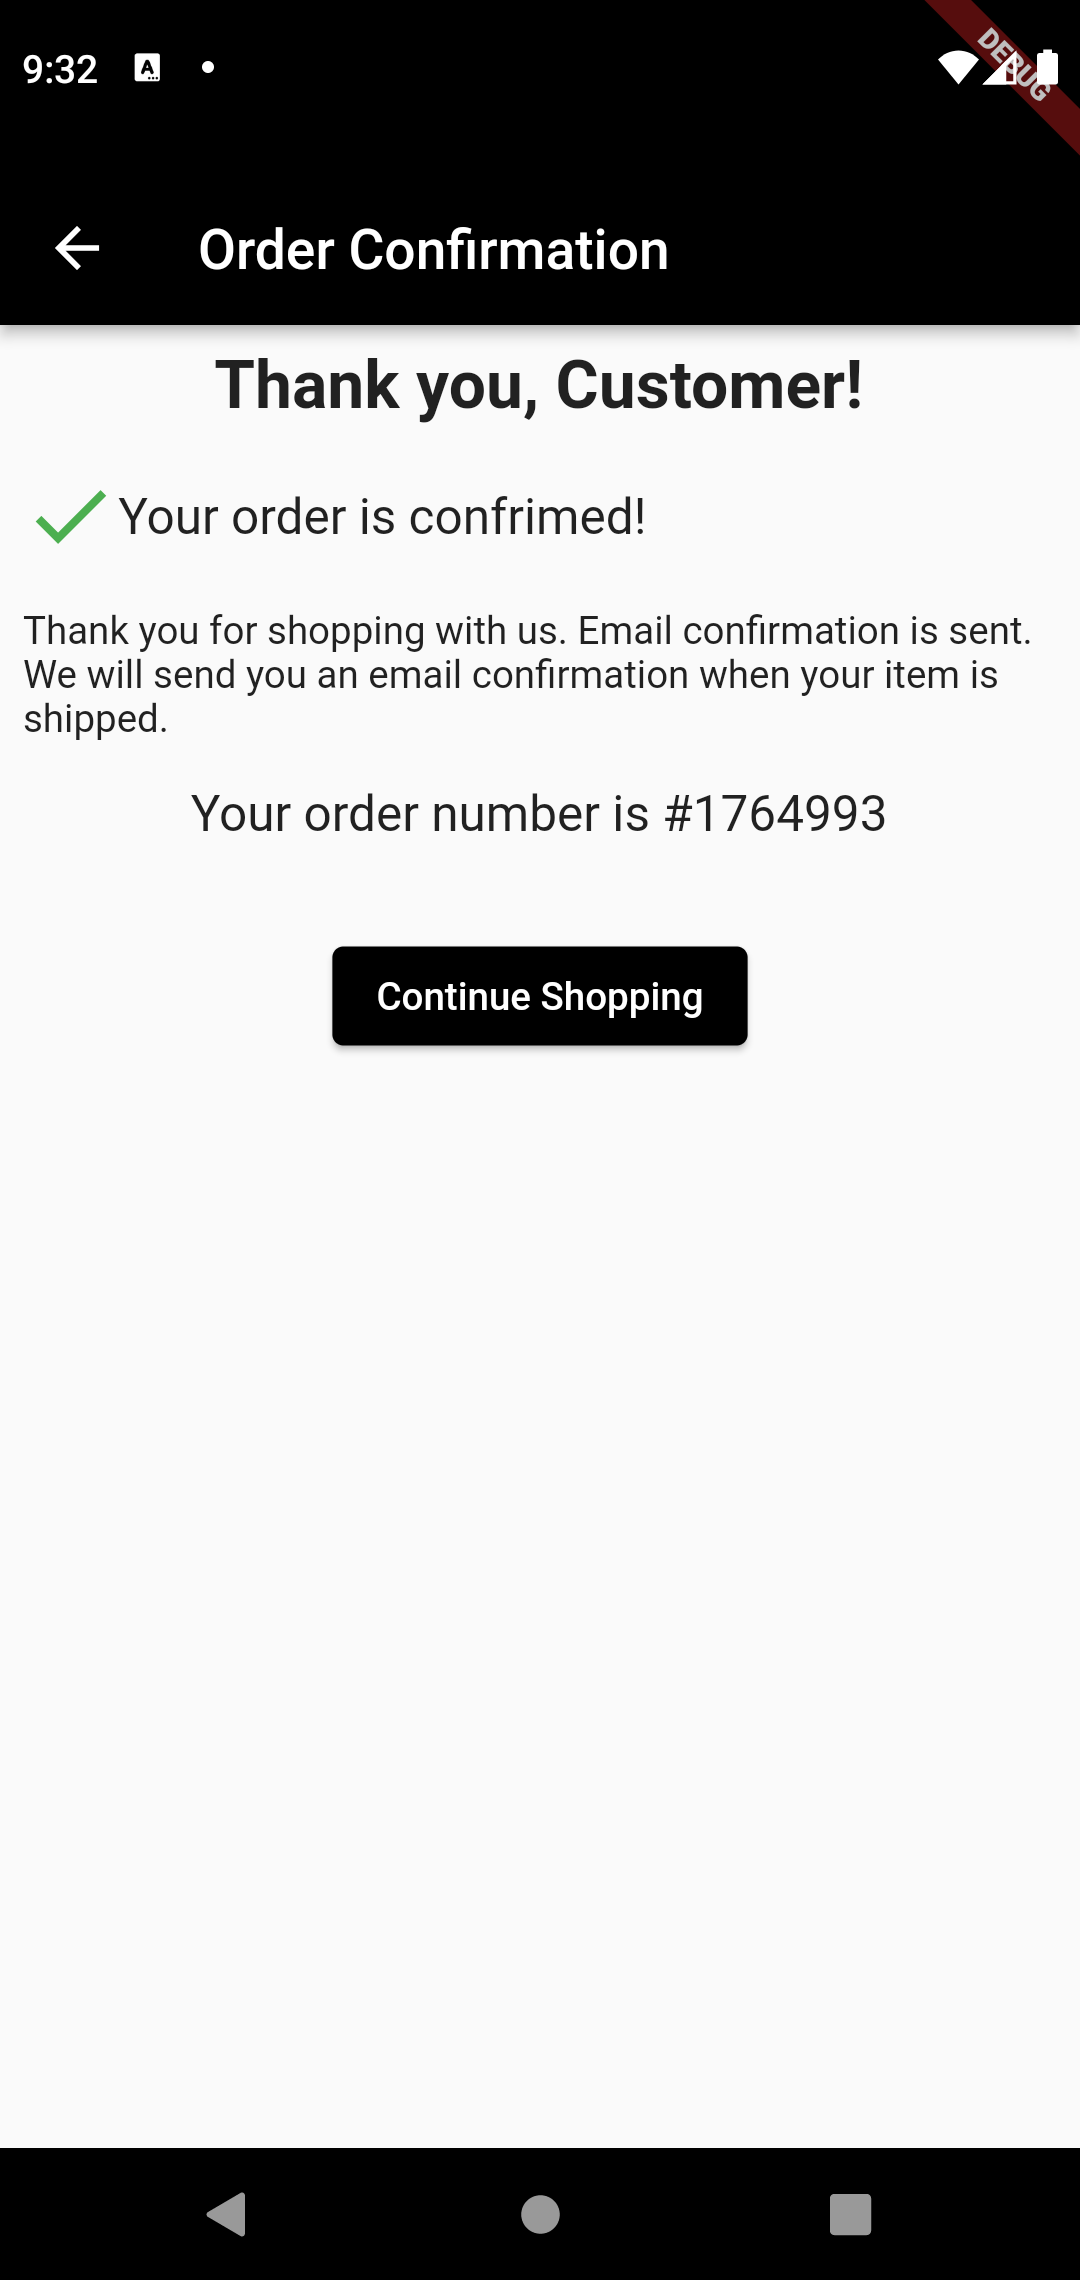 9:32
A
DEBUG
Order Confirmation
Thank you, Customer!
Your order is confrimed!
Thank you for shopping with us. Email confirmation is sent.
We will send you an email confirmation when your item is
shipped.
Your order number is #1764993
Continue Shopping